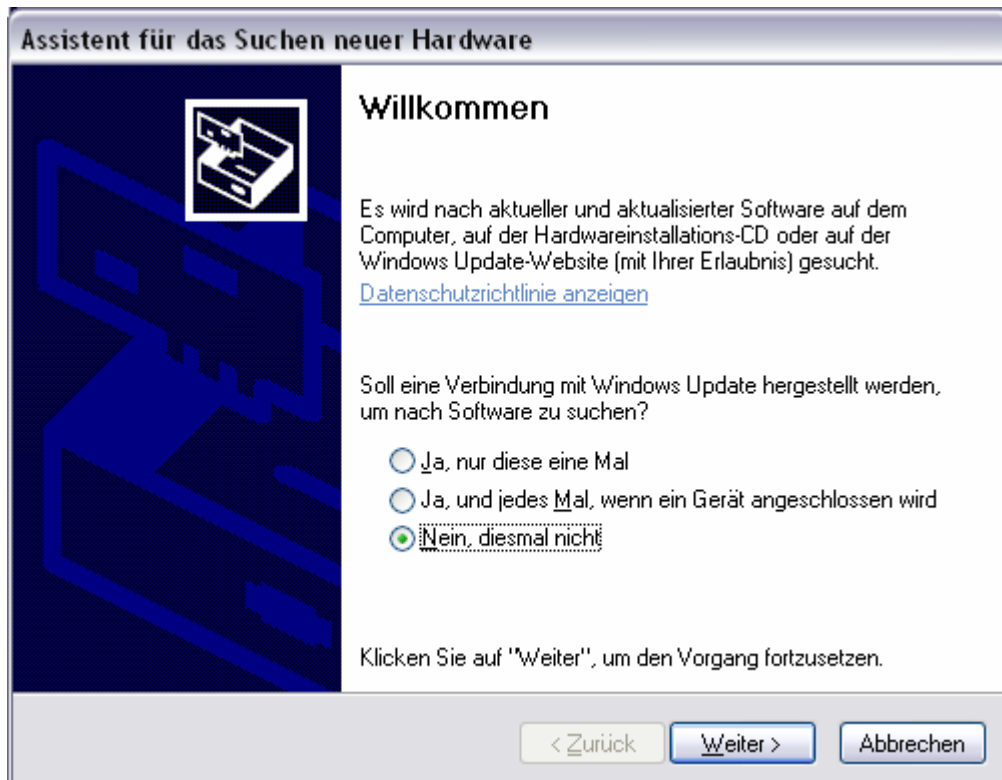 Assistent für das Suchen neuer Hardware
Willkommen
Es wird nach aktueller und aktualisierter Software auf dem
Computer, auf der Hardwareinstallations-CD oder auf der
Windows Update-Website (mit Ihrer Erlaubnis) gesucht.
Datenschutzrichtlinie anzeigen
Soll eine Verbindung mit Windows Update hergestellt werden,
um nach Software zu suchen?
Ja, nur diese eine Mal
Ja, und jedes Mal, wenn ein Gerät angeschlossen wird
Nein, diesmal nicht
Klicken Sie auf "Weiter", um den Vorgang fortzusetzen.
< Zurück Weiter > Abbrechen